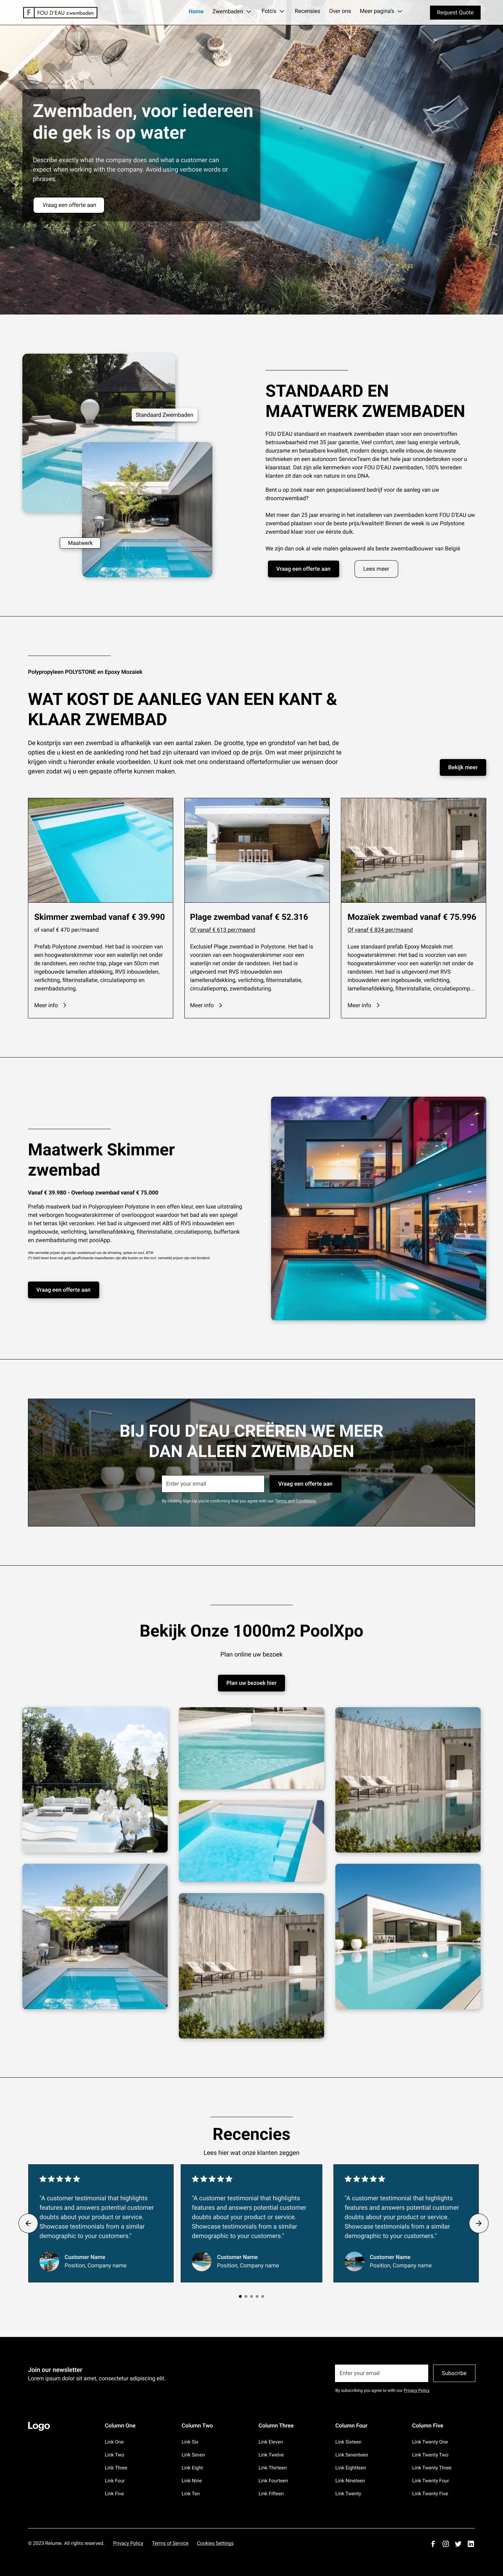 F FOU D'EAU zwembaden
Home Zwembaden Foto's Recensies Over ons Meer pagina's
Request Quote
Zwembaden, voor iedereen
die gek is op water
Describe exactly what the company does and what a customer can
expect when working with the company. Avoid using verbose words or
phrases.
Vraag een offerte aan
Standaard Zwembaden
Maatwerk
STANDAARD EN
MAATWERK ZWEMBADEN
FOU D'EAU standaard en maatwerk zwembaden staan voor een onovertroffen
betrouwbaarheid met 35 jaar garantie, Veel comfort, zeer laag energie verbruik,
duurzame en betaalbare kwaliteit, modern design, snelle inbouw, de nieuwste
technieken en een autonoom ServiceTeam die het hele jaar ononderbroken voor u
klaarstaat. Dat zijn alle kenmerken voor FOU D'EAU zwembaden, 100% tevreden
klanten zit dan ook van nature in ons DNA.
Bent u op zoek naar een gespecialiseerd bedrijf voor de aanleg van uw
droomzwembad?
Met meer dan 25 jaar ervaring in het installeren van zwembaden komt FOU D'EAU uw
zwembad plaatsen voor de beste prijs/kwaliteit! Binnen de week is uw Polystone
zwembad klaar voor uw éérste duik.
We zijn dan ook al vele malen gelauwerd als beste zwembadbouwer van België
Vraag een offerte aan
Lees meer
Polypropyleen POLYSTONE en Epoxy Mozaiek
WAT KOST DE AANLEG VAN EEN KANT &
KLAAR ZWEMBAD
De kostprijs van een zwembad is afhankelijk van een aantal zaken. De grootte, type en grondstof van het bad, de
opties die u kiest en de aankleding rond het bad zijn uiteraard van invloed op de prijs. Om wat meer prijsinzicht te
krijgen vindt u hieronder enkele voorbeelden. U kunt ook met ons onderstaand offerteformulier uw wensen door
geven zodat wij u een gepaste offerte kunnen maken.
Bekijk meer
Skimmer zwembad vanaf € 39.990
of vanaf € 470 per/maand
Prefab Polystone zwembad. Het bad is voorzien van
een hoogwaterskimmer voor een waterlijn net onder
de randsteen, een rechte trap, plage van 50cm met
ingebouwde lamellen afdekking, RVS inbouwdelen,
verlichting, filterinstallatie, circulatiepomp en
zwembadsturing.
Meer info
Plage zwembad vanaf € 52.316
Of vanaf € 613 per/maand
Exclusief Plage zwembad in Polystone. Het bad is
voorzien van een hoogwaterskimmer voor een
waterlijn net onder de randsteen. Het bad is
uitgevoerd met RVS inbouwdelen een
lamellenafdekking, verlichting, filterinstallatie,
circulatiepomp, zwembadsturing.
Meer info
Mozaïek zwembad vanaf € 75.996
Of vanaf € 834 per/maand
Luxe standaard prefab Epoxy Mozaiek met
hoogwaterskimmer. Het bad is voorzien van een
hoogwaterskimmer voor een waterlijn net onder de
randsteen. Het bad is uitgevoerd met RVS
inbouwdelen een ingebouwde, verlichting,
lamellenafdekking, filterinstallatie, circulatiepomp...
Meer info
Maatwerk Skimmer
zwembad
Vanaf € 39.980 - Overloop zwembad vanaf € 75.000
Prefab maatwerk bad in Polypropyleen Polystone in een effen kleur, een luxe uitstraling
met verborgen hoogwaterskimmer of overloopgoot waardoor het bad als een spiegel
in het terras lijkt verzonken. Het bad is uitgevoerd met ABS of RVS inbouwdelen een
ingebouwde, verlichting, lamellenafdekking, filterinstallatie, circulatiepomp, buffertank
en zwembadsturing met poolApp.
Vraag een offerte aan
BIJ FOU D'EAU CREËREN WE MEER
DAN ALLEEN ZWEMBADEN
Enter your email
Vraag een offerte aan
By clicking Sign Up you're confirming that you agree with our Terms and Conditions.
Bekijk Onze 1000m2 PoolXpo
Plan online uw bezoek
Plan uw bezoek hier
Recencies
Lees hier wat onze klanten zeggen
"A customer testimonial that highlights
features and answers potential customer
doubts about your product or service.
Showcase testimonials from a similar
demographic to your customers."
Customer Name
Position, Company name
"A customer testimonial that highlights
features and answers potential customer
doubts about your product or service.
Showcase testimonials from a similar
demographic to your customers."
Customer Name
Position, Company name
"A customer testimonial that highlights
features and answers potential customer
doubts about your product or service.
Showcase testimonials from a similar
demographic to your customers."
Customer Name
Position, Company name
Join our newsletter
Lorem ipsum dolor sit amet, consectetur adipiscing elit.
Enter your email
Subscribe
By subscribing you agree to with our Privacy Policy
Logo
Column One
Link One
Link Two
Link Three
Link Four
Link Five
Column Two
Link Six
Link Seven
Link Eight
Link Nine
Link Ten
Column Three
Link Eleven
Link Twelve
Link Thirteen
Link Fourteen
Link Fifteen
Column Four
Link Sixteen
Link Seventeen
Link Eightteen
Link Nineteen
Link Twenty
Column Five
Link Twenty One
Link Twenty Two
Link Twenty Three
Link Twenty Four
Link Twenty Five
© 2023 Relume. All rights reserved. Privacy Policy Terms of Service Cookies Settings